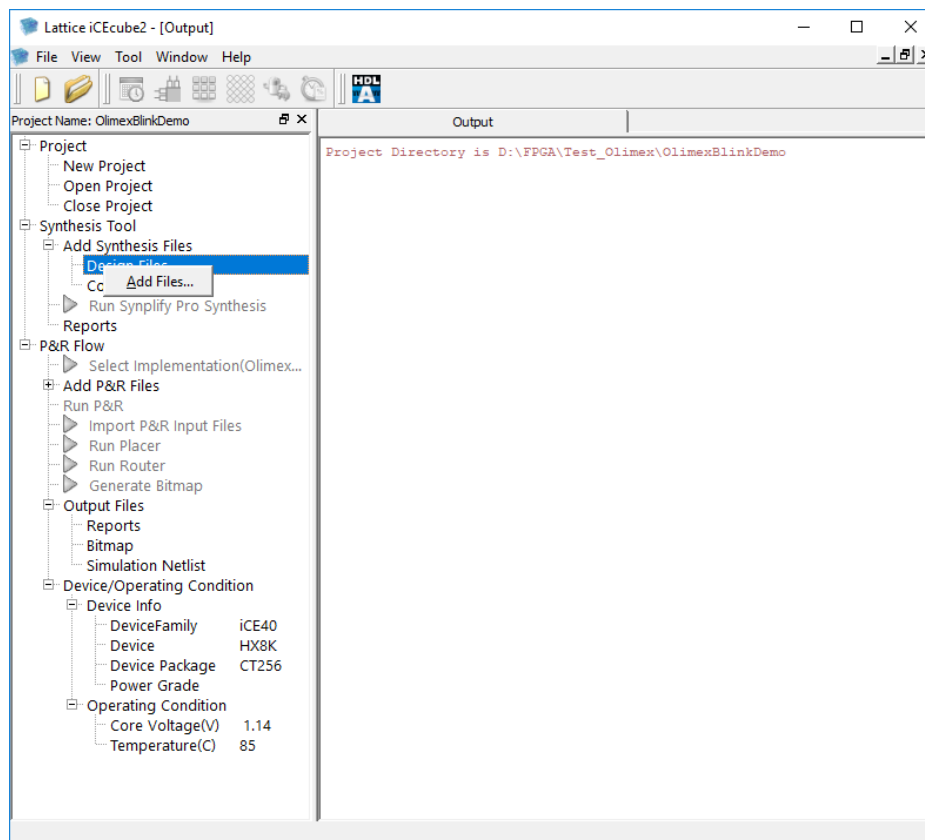 Lattice iCEcube2 - [Output]
File View Tool Window Help
HDL
A
Project Name: OlimexBlinkDemo
Output
Project Directory is D:\FPGA\Test_Olimex\OlimexBlinkDemo
Project
New Project
Open Project
Close Project
Synthesis Tool
Add Synthesis Files
Design Files
Add Files...
Co
Run Synplify Pro Synthesis
Reports
P&R Flow
Select Implementation(Olimex...
Add P&R Files
Run P&R
Import P&R Input Files
Run Placer
Run Router
Generate Bitmap
Output Files
Reports
Bitmap
Simulation Netlist
Device/Operating Condition
Device Info
DeviceFamily iCE40
Device HX8K
Device Package CT256
Power Grade
Operating Condition
Core Voltage(V) 1.14
Temperature(C) 85